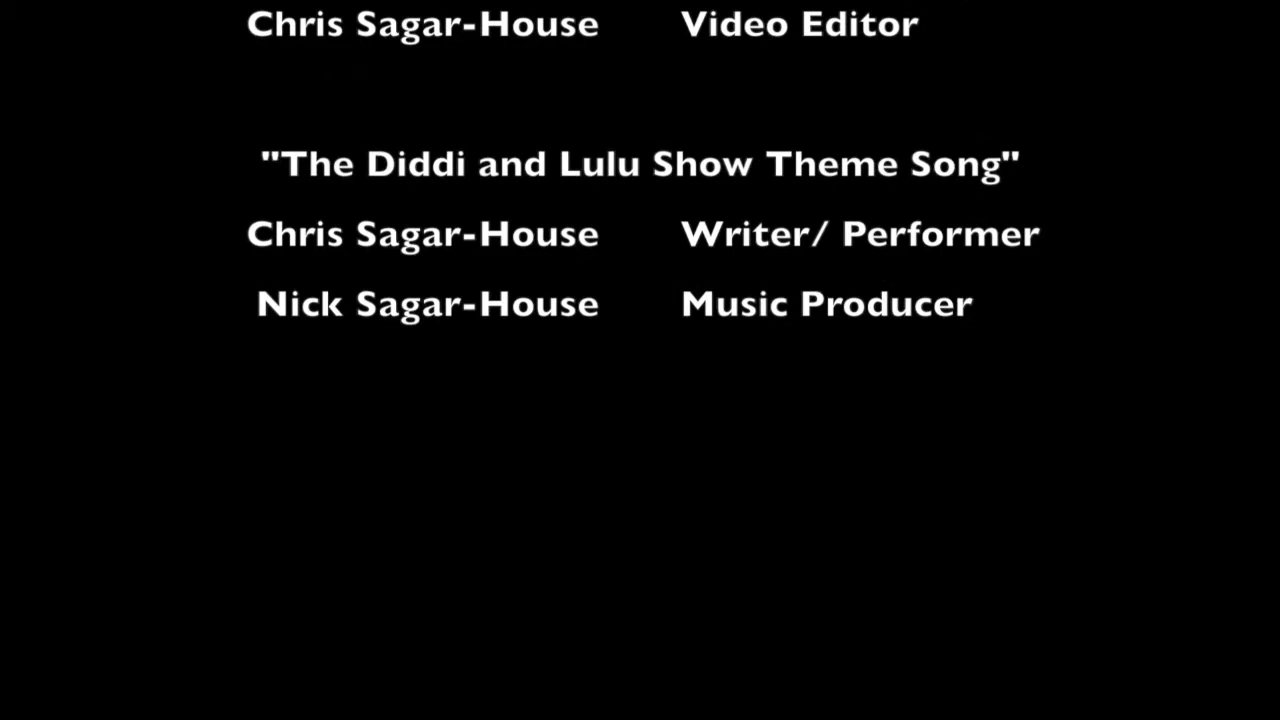 Chris Sagar-House Video Editor
"The Diddi and Lulu Show Theme Song"
Chris Sagar-House Writer/ Performer
Nick Sagar-House Music Producer